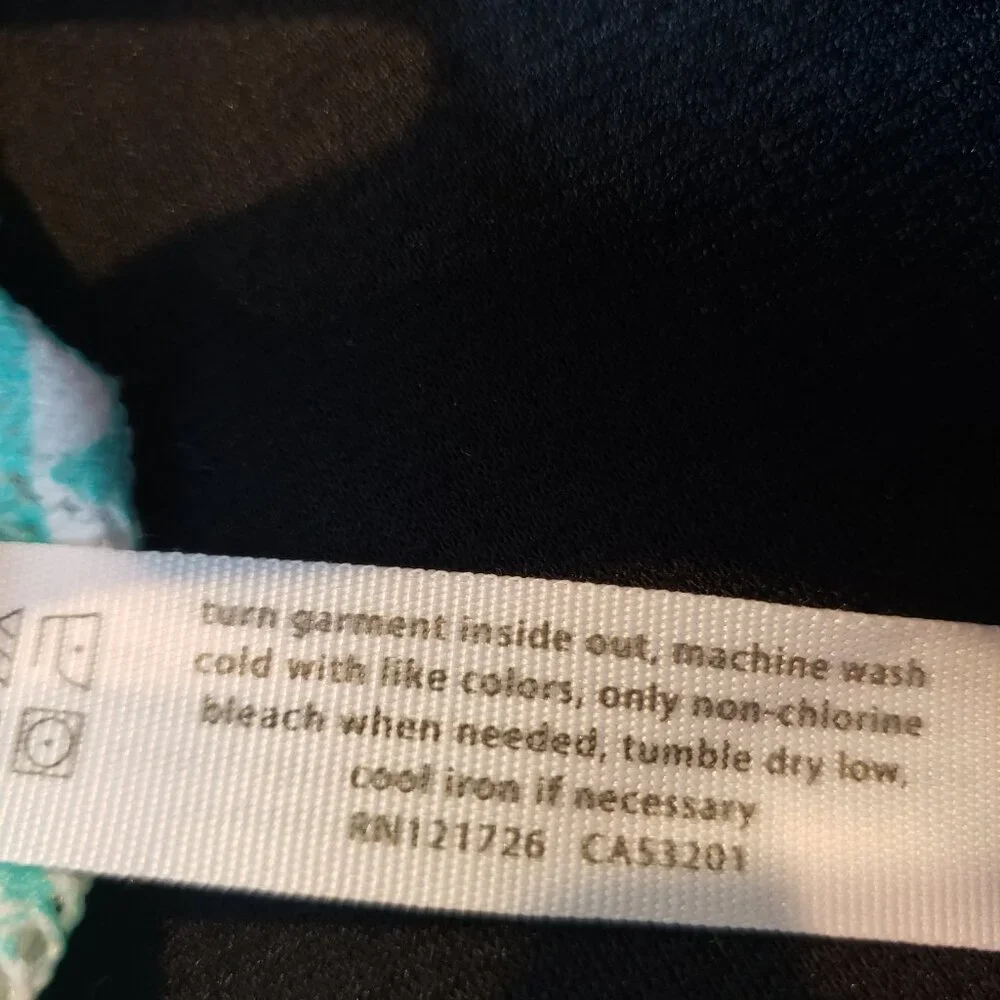 turn garment inside out, machine wash
cold with like colors, only non-chlorine
bleach when needed, tumble dry low,
cool iron if necessary
RN121726 CA53201